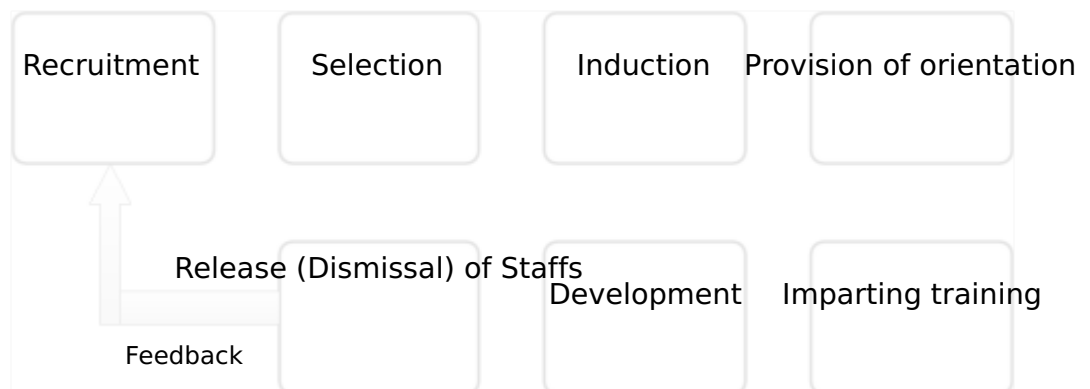 Recruitment
Selection
Induction
Provision of orientation
Release (Dismissal) of Staffs
Development
Imparting training
Feedback